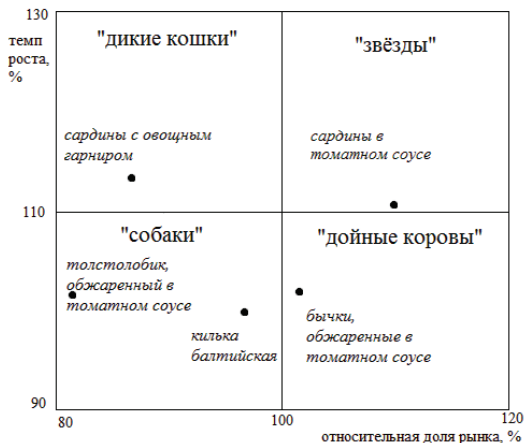 130
темп
роста,
%
"дикие кошки"
"звёзды"
сардины с овощным
гарниром
сардины в
томатном соусе
110
"собаки"
"дойные коровы"
толстолобик,
обжаренный в
томатном соусе
килька
балтийская
бычки,
обжаренные в
томатном соусе
90
80
100
120
относительная доля рынка, %